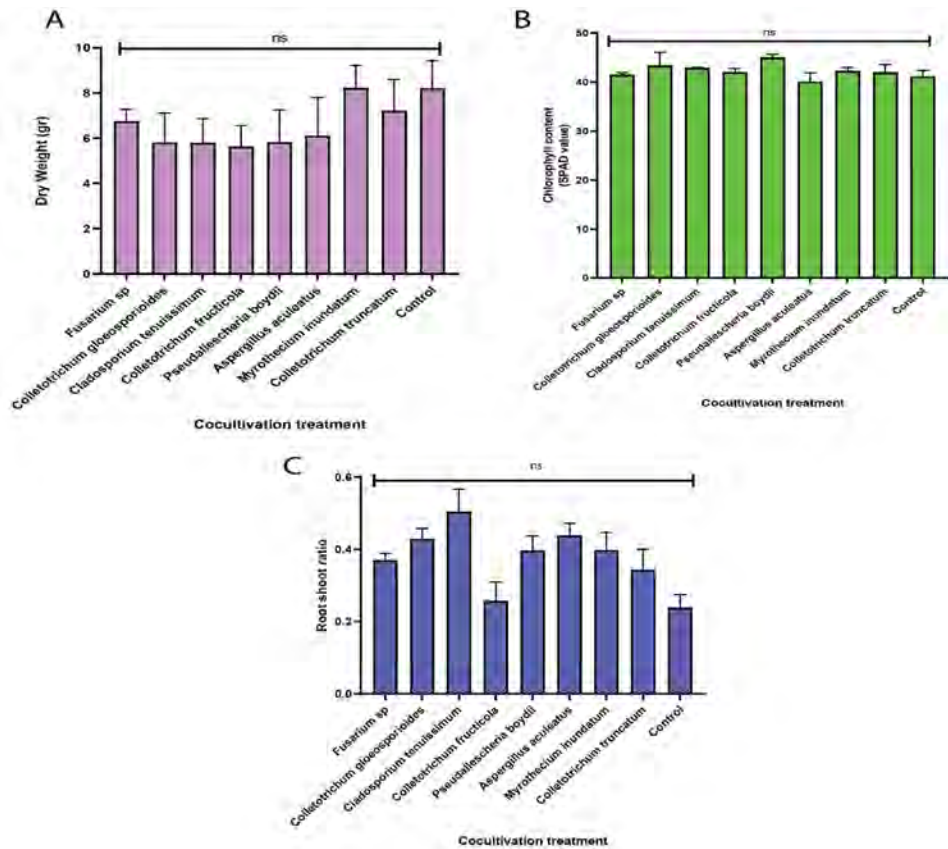 A
ns
Dry Weight (gr)
10
8
6
4
2
0
Fusarium sp
Colletotrichum gloeosporioides
Cladosporium tenuissimum
Colletotrichum fructicola
Pseudallescheria boydii
Aspergillus aculeatus
Myrothecium inundatum
Colletotrichum truncatum
Control
Cocultivation treatment
B
ns
Chlorophyll content
(SPAD value)
50
40
30
20
10
0
Fusarium sp
Colletotrichum gloeosporoides
Cladosporium tenuissimum
Colletotrichum fructicola
Pseudallescheria boydii
Aspergillus aculeatus
Myrothecium inundatum
Colletotrichum truncatum
Control
Cocultivation treatment
C
ns
Root shoot ratio
0.6
0.4
0.2
0.0
Fusarium sp
Colletotrichum gloeosporioides
Cladosporium tenuissimum
Colletotrichum fructicola
Pseudallescheria boydii
Aspergillus aculeatus
Myrothecium inundatum
Colletotrichum truncatum
Control
Cocultivation treatment